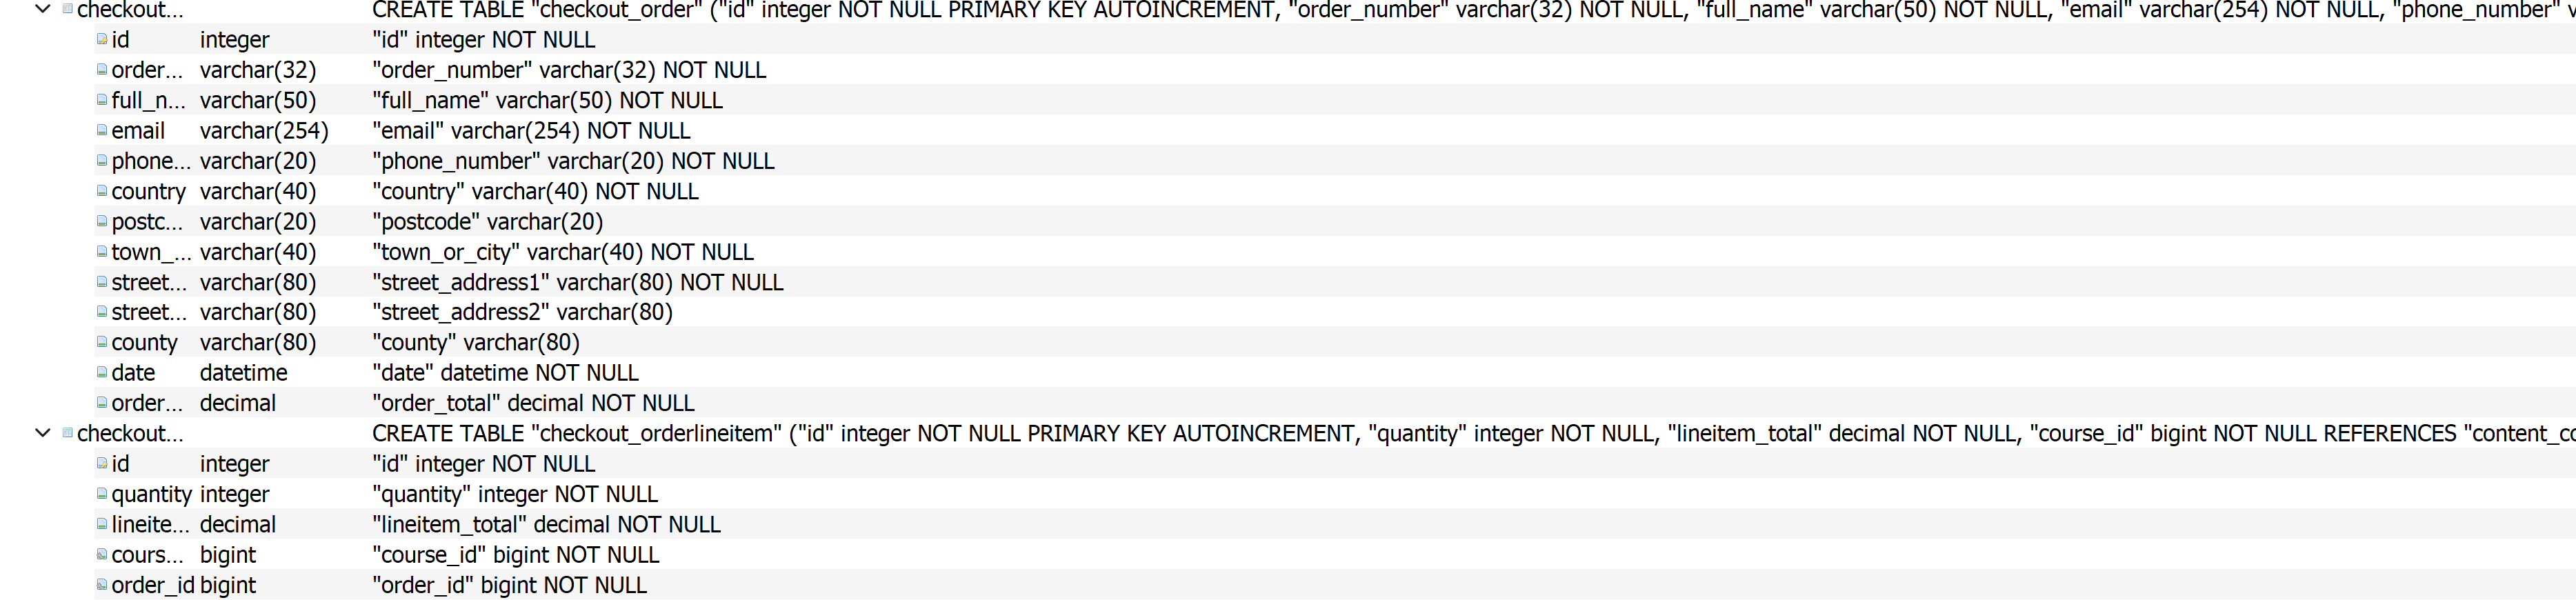 checkout... CREATE TABLE "checkout_order" ("id" integer NOT NULL PRIMARY KEY AUTOINCREMENT, "order_number" varchar(32) NOT NULL, "full_name" varchar(50) NOT NULL, "email" varchar(254) NOT NULL, "phone_number" v
id integer "id" integer NOT NULL
order... varchar(32) "order_number" varchar(32) NOT NULL
full_n... varchar(50) "full_name" varchar(50) NOT NULL
email varchar(254) "email" varchar(254) NOT NULL
phone... varchar(20) "phone_number" varchar(20) NOT NULL
country varchar(40) "country" varchar(40) NOT NULL
postc... varchar(20) "postcode" varchar(20)
town_... varchar(40) "town_or_city" varchar(40) NOT NULL
street... varchar(80) "street_address1" varchar(80) NOT NULL
street... varchar(80) "street_address2" varchar(80)
county varchar(80) "county" varchar(80)
date datetime "date" datetime NOT NULL
order... decimal "order_total" decimal NOT NULL
checkout... CREATE TABLE "checkout_orderlineitem" ("id" integer NOT NULL PRIMARY KEY AUTOINCREMENT, "quantity" integer NOT NULL, "lineitem_total" decimal NOT NULL, "course_id" bigint NOT NULL REFERENCES "content_co
id integer "id" integer NOT NULL
quantity integer "quantity" integer NOT NULL
lineite... decimal "lineitem_total" decimal NOT NULL
cours... bigint "course_id" bigint NOT NULL
order_id bigint "order_id" bigint NOT NULL